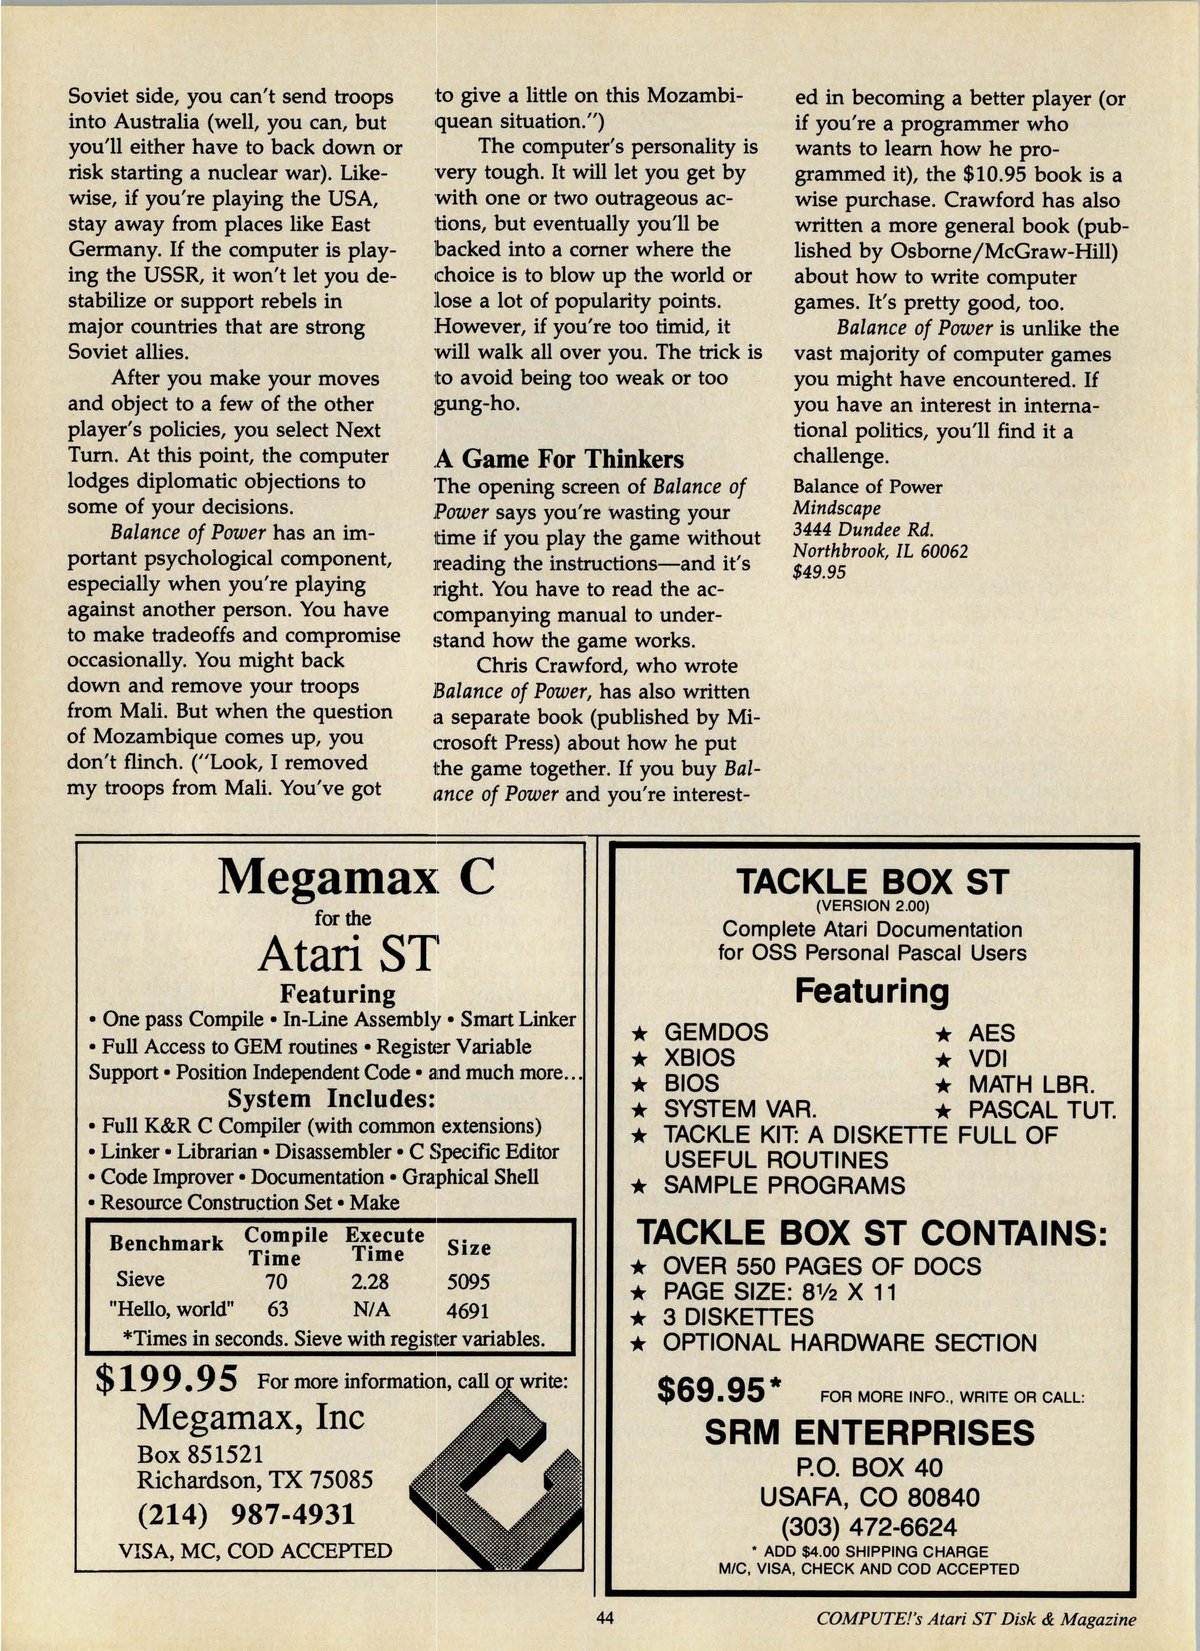 Soviet side, you can't send troops
into Australia (well, you can, but
you'll either have to back down or
risk starting a nuclear war). Like-
wise, if you're playing the USA,
stay away from places like East
Germany. If the computer is play-
ing the USSR, it won't let you de-
stabilize or support rebels in
major countries that are strong
Soviet allies.
After you make your moves
and object to a few of the other
player's policies, you select Next
Turn. At this point, the computer
lodges diplomatic objections to
some of your decisions.
Balance of Power has an im-
portant psychological component,
especially when you're playing
against another person. You have
to make tradeoffs and compromise
occasionally. You might back
down and remove your troops
from Mali. But when the question
of Mozambique comes up, you
don't flinch. ("Look, I removed
my troops from Mali. You've got
to give a little on this Mozambi-
quean situation.")
The computer's personality is
very tough. It will let you get by
with one or two outrageous ac-
tions, but eventually you'll be
backed into a corner where the
choice is to blow up the world or
lose a lot of popularity points.
However, if you're too timid, it
will walk all over you. The trick is
to avoid being too weak or too
gung-ho.
A Game For Thinkers
The opening screen of Balance of
Power says you're wasting your
time if you play the game without
reading the instructions—and it's
right. You have to read the ac-
companying manual to under-
stand how the game works.
Chris Crawford, who wrote
Balance of Power, has also written
a separate book (published by Mi-
crosoft Press) about how he put
the game together. If you buy Bal-
ance of Power and you're interest-
ed in becoming a better player (or
if you're a programmer who
wants to learn how he pro-
grammed it), the $10.95 book is a
wise purchase. Crawford has also
written a more general book (pub-
lished by Osborne/McGraw-Hill)
about how to write computer
games. It's pretty good, too.
Balance of Power is unlike the
vast majority of computer games
you might have encountered. If
you have an interest in interna-
tional politics, you'll find it a
challenge.
Balance of Power
Mindscape
3444 Dundee Rd.
Northbrook, IL 60062
$49.95
Megamax C
for the
Atari ST
Featuring
• One pass Compile • In-Line Assembly • Smart Linker
• Full Access to GEM routines • Register Variable
Support • Position Independent Code • and much more...
System Includes:
• Full K&R C Compiler (with common extensions)
• Linker • Librarian • Disassembler • C Specific Editor
• Code Improver • Documentation • Graphical Shell
• Resource Construction Set • Make
Benchmark Compile Time Execute Time Size
Sieve 70 2.28 5095
"Hello, world" 63 N/A 4691
*Times in seconds. Sieve with register variables.
$199.95 For more information, call or write:
Megamax, Inc
Box 851521
Richardson, TX 75085
(214) 987-4931
VISA, MC, COD ACCEPTED
TACKLE BOX ST
(VERSION 2.00)
Complete Atari Documentation
for OSS Personal Pascal Users
Featuring
★ GEMDOS ★ AES
★ XBIOS ★ VDI
★ BIOS ★ MATH LBR.
★ SYSTEM VAR. ★ PASCAL TUT.
★ TACKLE KIT: A DISKETTE FULL OF
USEFUL ROUTINES
★ SAMPLE PROGRAMS
TACKLE BOX ST CONTAINS:
★ OVER 550 PAGES OF DOCS
★ PAGE SIZE: 8½ X 11
★ 3 DISKETTES
★ OPTIONAL HARDWARE SECTION
$69.95* FOR MORE INFO., WRITE OR CALL:
SRM ENTERPRISES
P.O. BOX 40
USAFA, CO 80840
(303) 472-6624
* ADD $4.00 SHIPPING CHARGE
M/C, VISA, CHECK AND COD ACCEPTED
44
COMPUTE!'s Atari ST Disk & Magazine